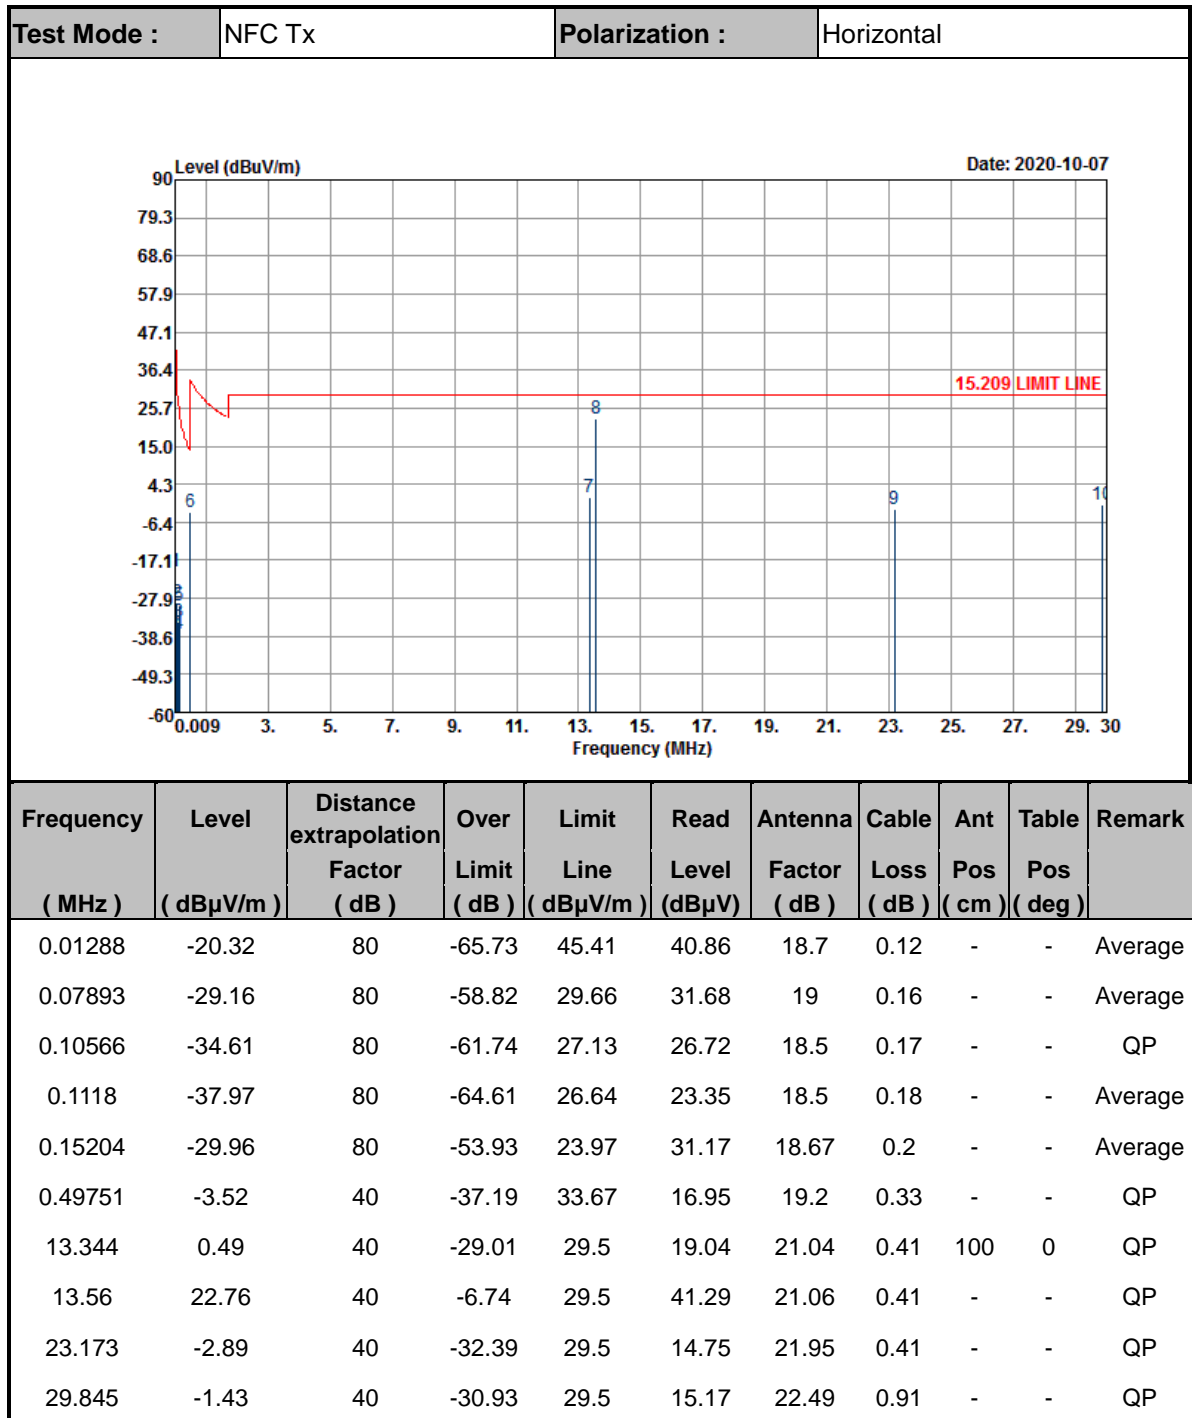 Test Mode : NFC Tx Polarization : Horizontal
Level (dBuV/m) Date: 2020-10-07
90
79.3
68.6
57.9
47.1
36.4
15.209 LIMIT LINE
25.7
8
15.0
4.3
7
6
9
10
-6.4
-17.1
-27.9
-38.6
-49.3
-60
0.009 3. 5. 7. 9. 11. 13. 15. 17. 19. 21. 23. 25. 27. 29. 30
Frequency (MHz)
Frequency Level Distance extrapolation Over Limit Read Antenna Cable Ant Table Remark
Factor Limit Line Level Factor Loss Pos Pos
( MHz ) ( dBµV/m ) ( dB ) ( dB ) ( dBµV/m ) (dBµV) ( dB ) ( dB ) ( cm ) ( deg )
0.01288 -20.32 80 -65.73 45.41 40.86 18.7 0.12 - - Average
0.07893 -29.16 80 -58.82 29.66 31.68 19 0.16 - - Average
0.10566 -34.61 80 -61.74 27.13 26.72 18.5 0.17 - - QP
0.1118 -37.97 80 -64.61 26.64 23.35 18.5 0.18 - - Average
0.15204 -29.96 80 -53.93 23.97 31.17 18.67 0.2 - - Average
0.49751 -3.52 40 -37.19 33.67 16.95 19.2 0.33 - - QP
13.344 0.49 40 -29.01 29.5 19.04 21.04 0.41 100 0 QP
13.56 22.76 40 -6.74 29.5 41.29 21.06 0.41 - - QP
23.173 -2.89 40 -32.39 29.5 14.75 21.95 0.41 - - QP
29.845 -1.43 40 -30.93 29.5 15.17 22.49 0.91 - - QP